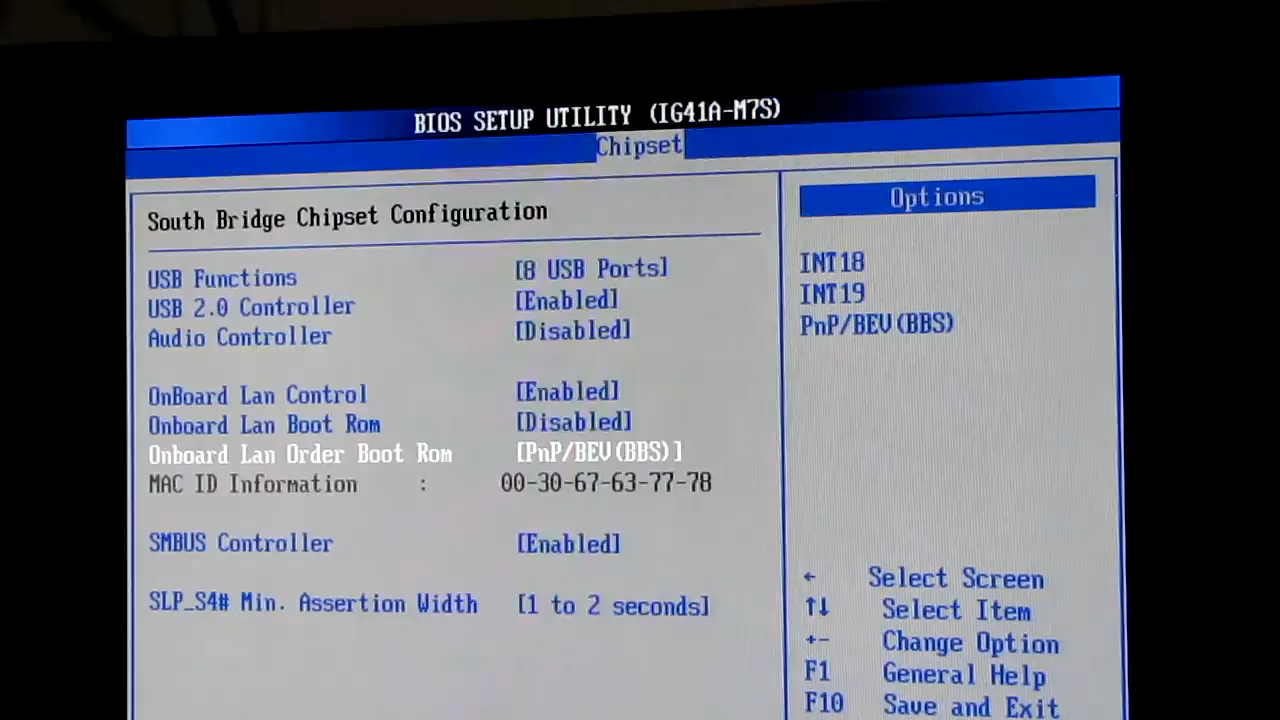 BIOS SETUP UTILITY (IG41A-M7S)
Chipset
South Bridge Chipset Configuration
USB Functions [8 USB Ports]
USB 2.0 Controller [Enabled]
Audio Controller [Disabled]
OnBoard Lan Control [Enabled]
Onboard Lan Boot Rom [Disabled]
Onboard Lan Order Boot Rom [PnP/BEV(BBS)]
MAC ID Information : 00-30-67-63-77-78
SMBUS Controller [Enabled]
SLP_S4# Min. Assertion Width [1 to 2 seconds]
Options
INT18
INT19
PnP/BEV(BBS)
← Select Screen
↑↓ Select Item
+- Change Option
F1 General Help
F10 Save and Exit